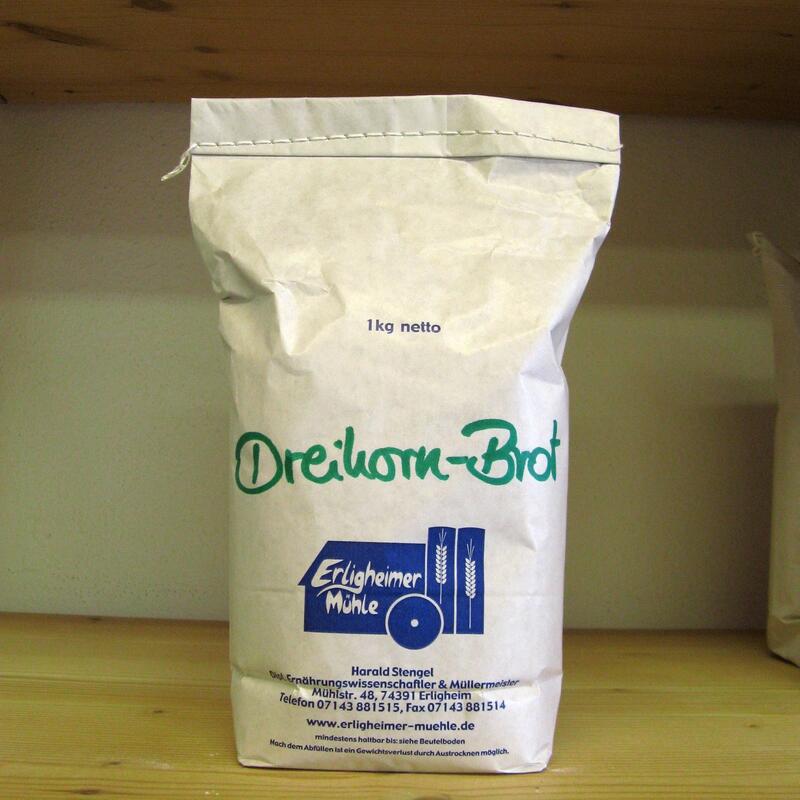 1kg netto
Dreikorn-Brot
Erligheimer
Mühle
Harald Stengel
Dipl. Ernährungswissenschaftler & Müllermeister
Mühlstr. 48, 74391 Erligheim
Telefon 07143 881515, Fax 07143 881514
www.erligheimer-muehle.de
mindestens haltbar bis: siehe Beutelboden
Nach dem Abfüllen ist ein Gewichtsverlust durch Austrocknen möglich.